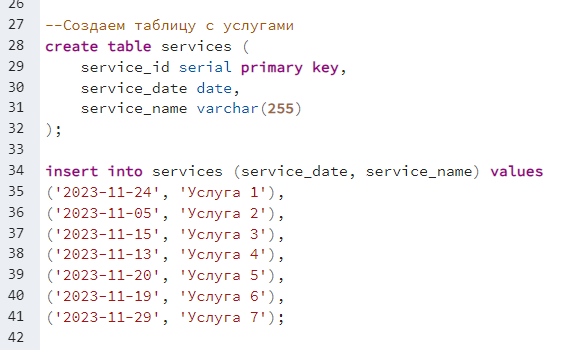 26
27 --Создаем таблицу с услугами
28 create table services (
29 service_id serial primary key,
30 service_date date,
31 service_name varchar(255)
32 );
33
34 insert into services (service_date, service_name) values
35 ('2023-11-24', 'Услуга 1'),
36 ('2023-11-05', 'Услуга 2'),
37 ('2023-11-15', 'Услуга 3'),
38 ('2023-11-13', 'Услуга 4'),
39 ('2023-11-20', 'Услуга 5'),
40 ('2023-11-19', 'Услуга 6'),
41 ('2023-11-29', 'Услуга 7');
42